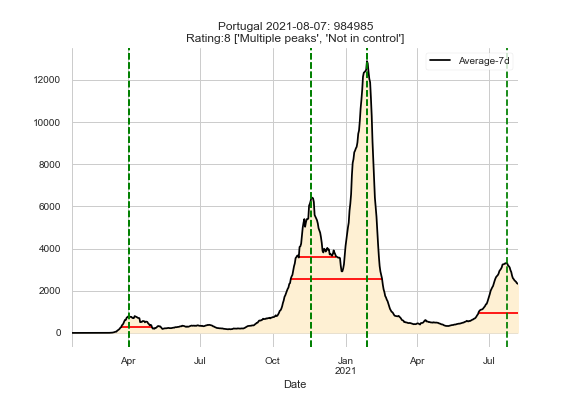 Portugal 2021-08-07: 984985
Rating:8 ['Multiple peaks', 'Not in control']
Average-7d
12000
10000
8000
6000
4000
2000
0
Apr
Jul
Oct
Jan
2021
Apr
Jul
Date